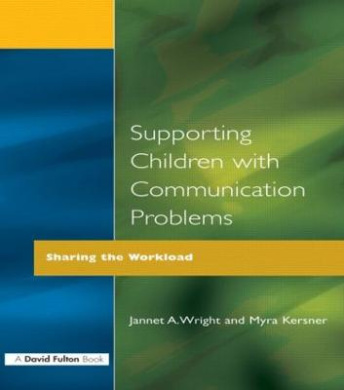 Supporting
Children with
Communication
Problems
Sharing the Workload
Jannet A.Wright and Myra Kersner
A David Fulton Book